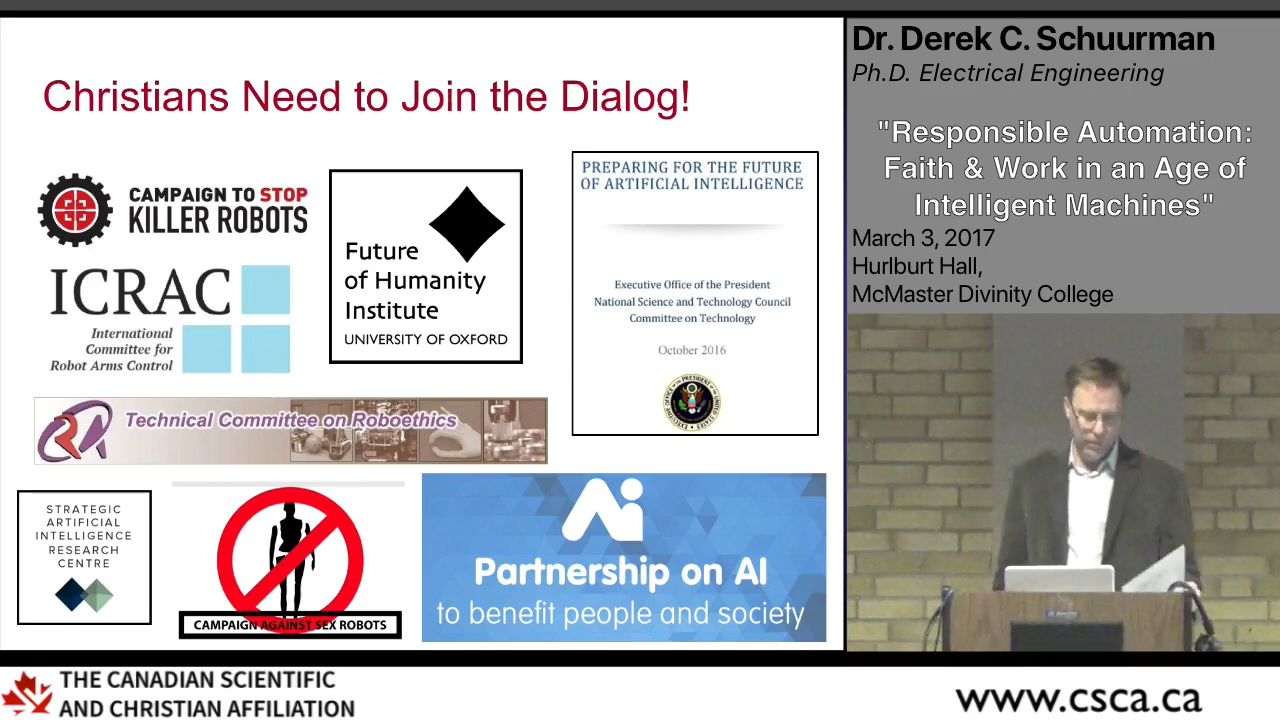 Christians Need to Join the Dialog!
CAMPAIGN TO STOP
KILLER ROBOTS
ICRAC
International
Committee for
Robot Arms Control
Future
of Humanity
Institute
UNIVERSITY OF OXFORD
PREPARING FOR THE FUTURE
OF ARTIFICIAL INTELLIGENCE
Executive Office of the President
National Science and Technology Council
Committee on Technology
October 2016
RA
Technical Committee on Roboethics
STRATEGIC
ARTIFICIAL
INTELLIGENCE
RESEARCH
CENTRE
CAMPAIGN AGAINST SEX ROBOTS
Partnership on AI
to benefit people and society
Dr. Derek C. Schuurman
Ph.D. Electrical Engineering
"Responsible Automation:
Faith & Work in an Age of
Intelligent Machines"
March 3, 2017
Hurlburt Hall,
McMaster Divinity College
THE CANADIAN SCIENTIFIC
AND CHRISTIAN AFFILIATION
www.csca.ca